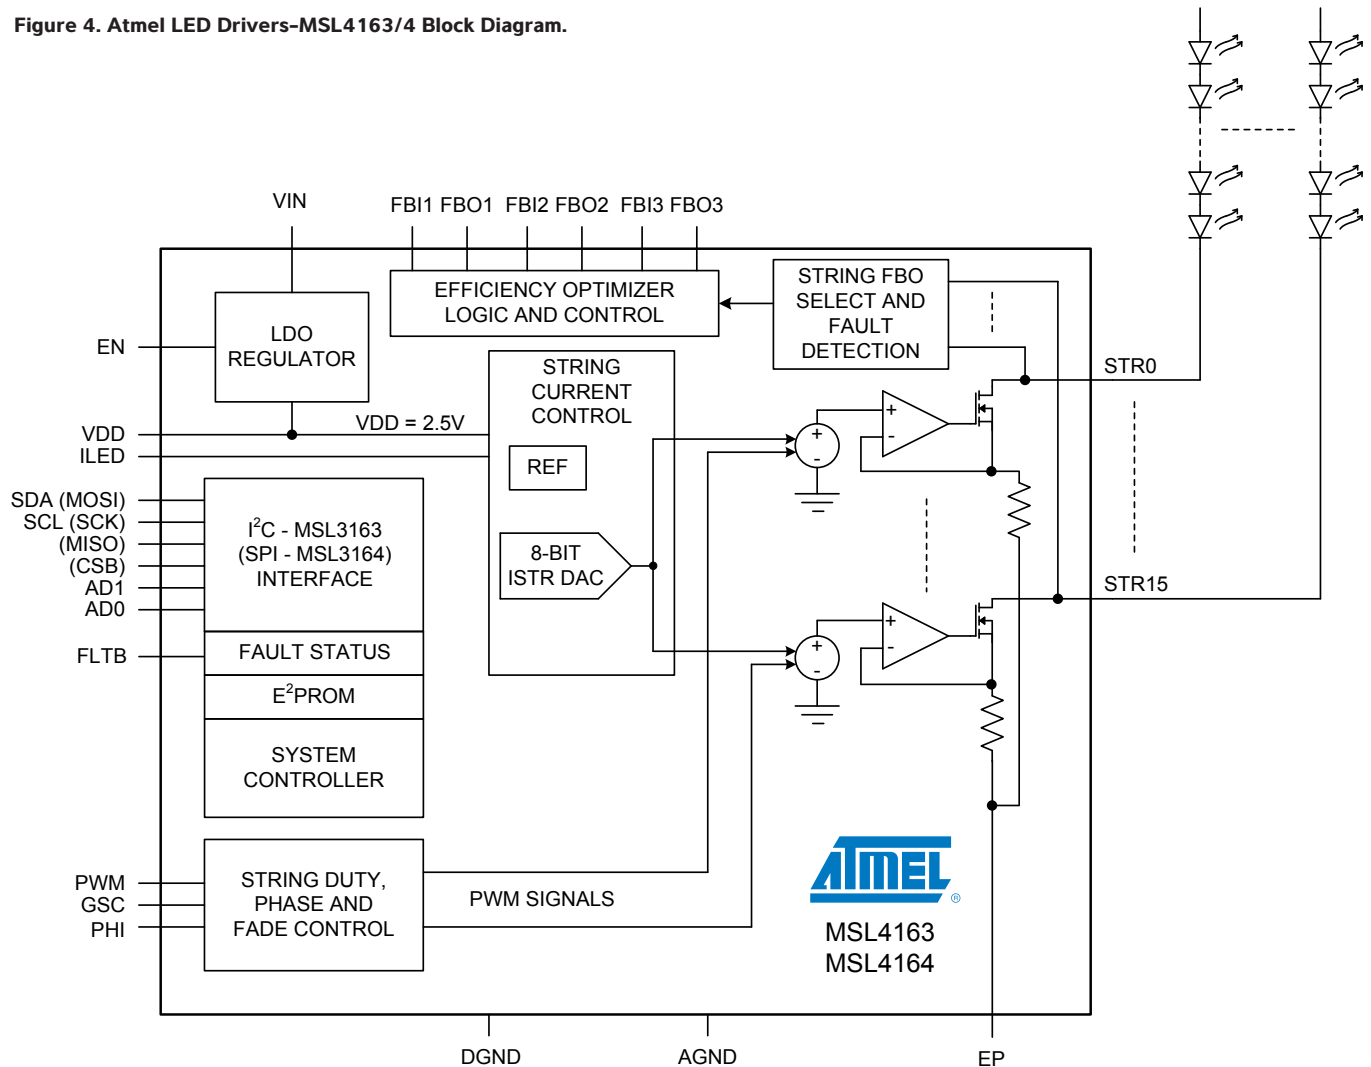 Figure 4. Atmel LED Drivers–MSL4163/4 Block Diagram.
VIN
FBI1 FBO1 FBI2 FBO2 FBI3 FBO3
EFFICIENCY OPTIMIZER
LOGIC AND CONTROL
STRING FBO
SELECT AND
FAULT
DETECTION
LDO
REGULATOR
EN
STRING
CURRENT
CONTROL
STR0
VDD
VDD = 2.5V
ILED
REF
8-BIT
ISTR DAC
SDA (MOSI)
SCL (SCK)
(MISO)
(CSB)
AD1
AD0
I²C - MSL3163
(SPI - MSL3164)
INTERFACE
STR15
FLTB
FAULT STATUS
E²PROM
SYSTEM
CONTROLLER
+
-
+
-
+
-
+
-
PWM
GSC
PHI
STRING DUTY,
PHASE AND
FADE CONTROL
PWM SIGNALS
ATMEL
®
MSL4163
MSL4164
DGND
AGND
EP